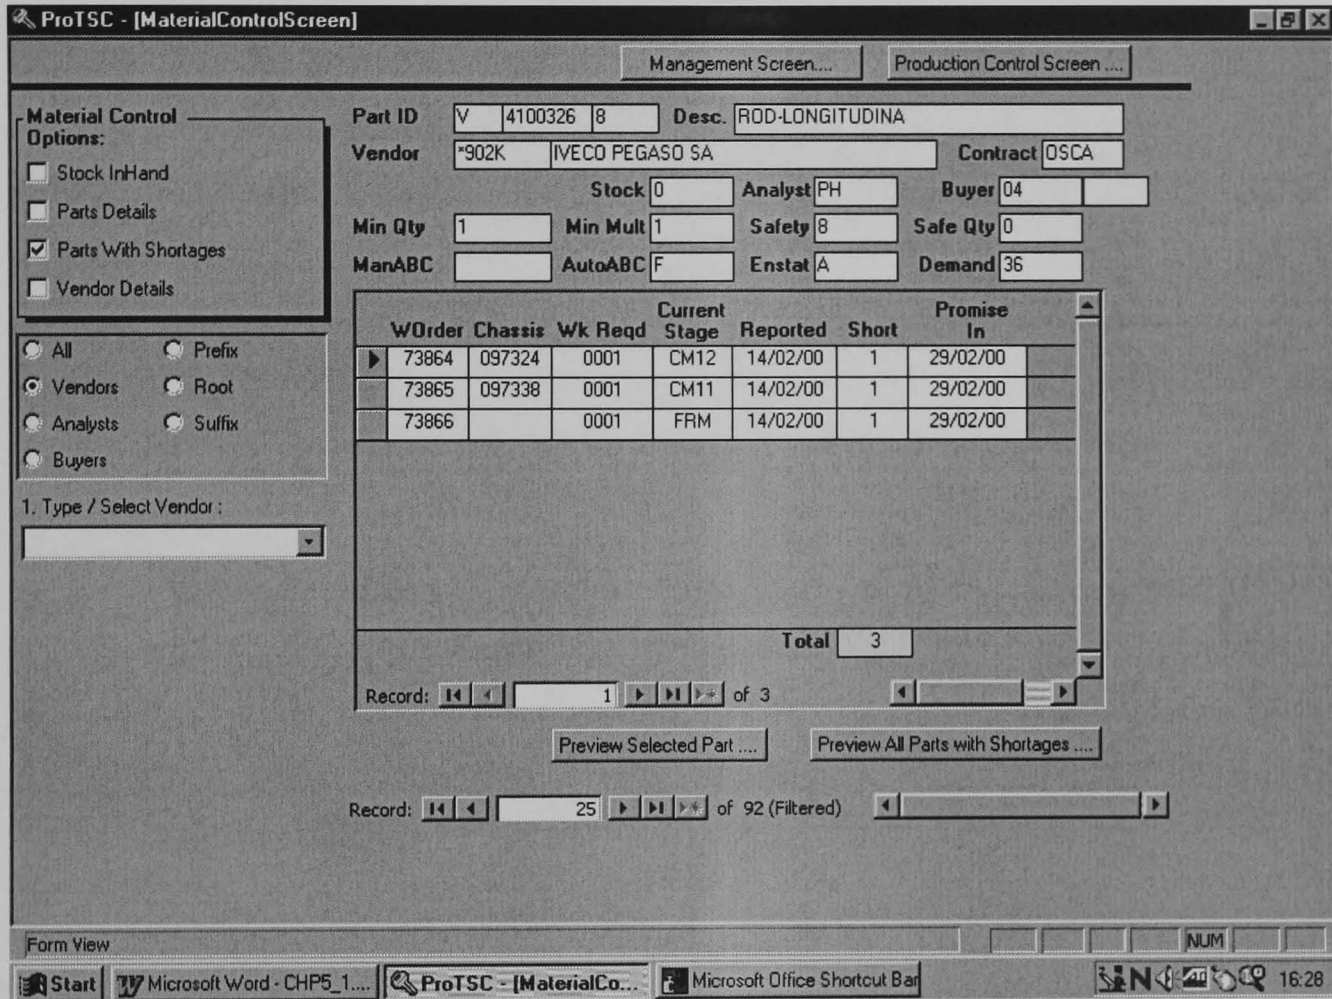 ProTSC - [MaterialControlScreen]
Management Screen.... Production Control Screen ....
Material Control Options:
Stock InHand
Parts Details
Parts With Shortages
Vendor Details
All Prefix
Vendors Root
Analysts Suffix
Buyers
1. Type / Select Vendor :
Part ID V 4100326 8 Desc. ROD-LONGITUDINA
Vendor *902K IVECO PEGASO SA Contract OSCA
Stock 0 Analyst PH Buyer 04
Min Qty 1 Min Mult 1 Safety 8 Safe Qty 0
ManABC AutoABC F Enstat A Demand 36
WOrder Chassis Wk Reqd Current Stage Reported Short Promise In
73864 097324 0001 CM12 14/02/00 1 29/02/00
73865 097338 0001 CM11 14/02/00 1 29/02/00
73866 0001 FRM 14/02/00 1 29/02/00
Total 3
Record: 1 of 3
Preview Selected Part .... Preview All Parts with Shortages ....
Record: 25 of 92 (Filtered)
Form View NUM
Start Microsoft Word - CHP5_1.... ProTSC - [MaterialCo... Microsoft Office Shortcut Bar 16:28